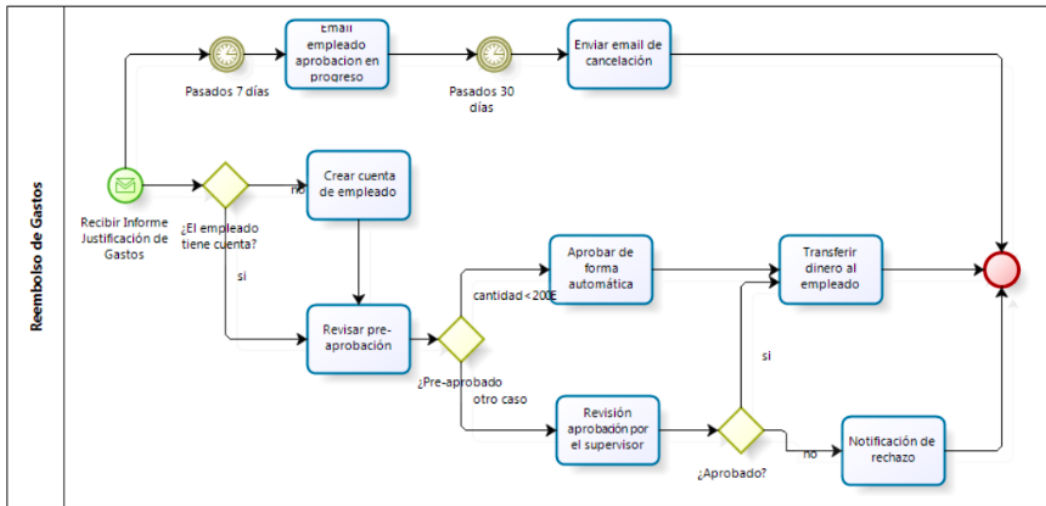 Reembolso de Gastos
Email
empleado
aprobacion en
progreso
Pasados 7 días
Pasados 30
días
Enviar email de
cancelación
Recibir Informe
Justificación de
Gastos
¿El empleado
tiene cuenta?
no
si
Crear cuenta
de empleado
Revisar pre-
aprobación
¿Pre-aprobado
cantidad<200E
otro caso
Aprobar de
forma
automática
Revisión
aprobación por
el supervisor
¿Aprobado?
si
no
Transferir
dinero al
empleado
Notificación de
rechazo